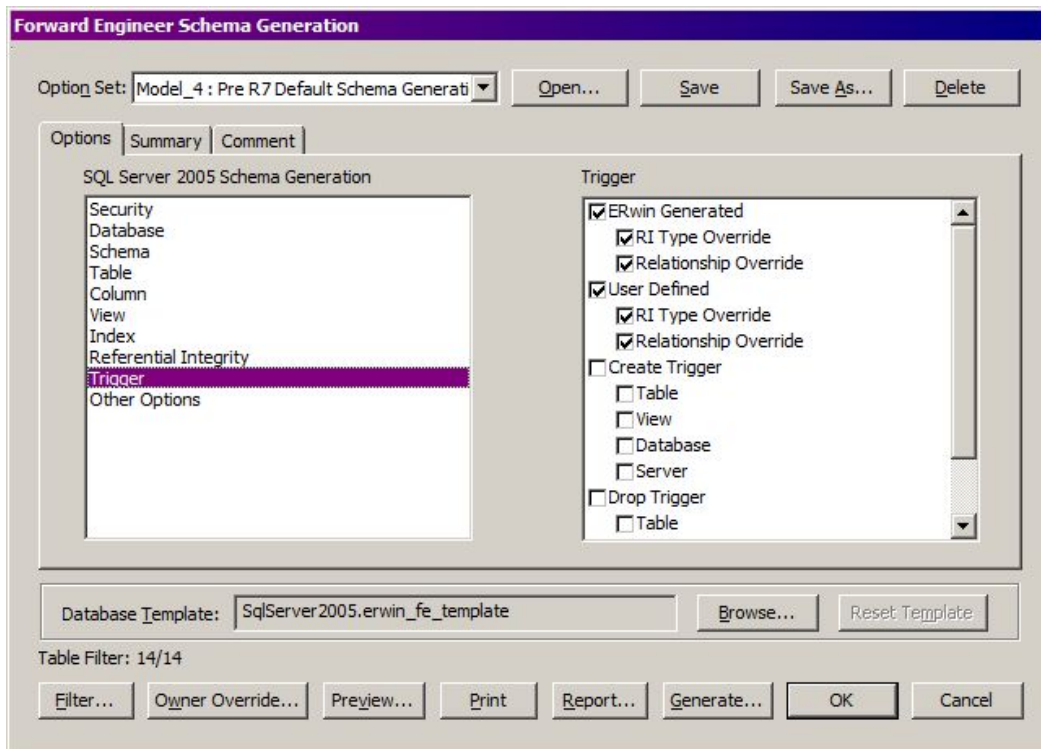 Forward Engineer Schema Generation
Option Set: Model_4 : Pre R7 Default Schema Generati Open... Save Save As... Delete
Options Summary Comment
SQL Server 2005 Schema Generation
Security
Database
Schema
Table
Column
View
Index
Referential Integrity
Trigger
Other Options
Trigger
ERwin Generated
RI Type Override
Relationship Override
User Defined
RI Type Override
Relationship Override
Create Trigger
Table
View
Database
Server
Drop Trigger
Table
Database Template: SqlServer2005.erwin_fe_template Browse... Reset Template
Table Filter: 14/14
Filter... Owner Override... Preview... Print Report... Generate... OK Cancel